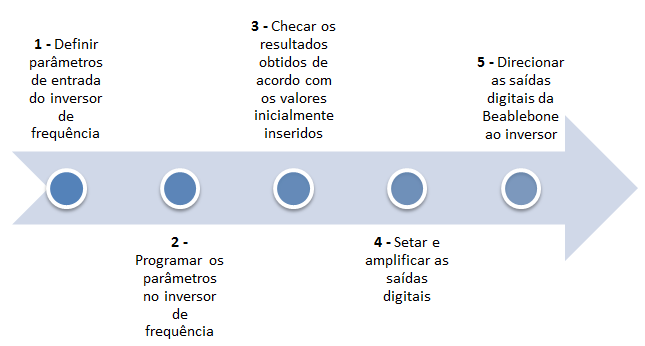 1 - Definir
parâmetros
de entrada
do inversor
de
frequência
2 -
Programar os
parâmetros
no inversor
de
frequência
3 - Checar os
resultados
obtidos de
acordo com
os valores
inicialmente
inseridos
4 - Setar e
amplificar as
saídas
digitais
5 - Direcionar
as saídas
digitais da
Beablebone
ao inversor